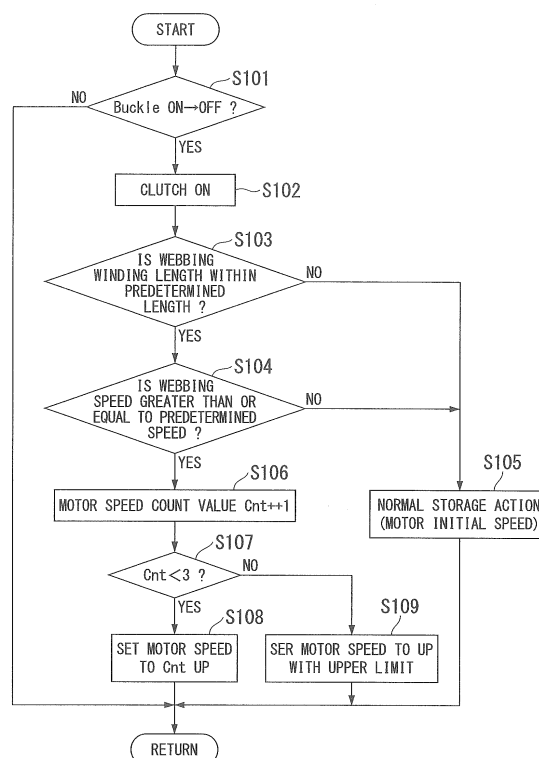 START
S101
NO
Buckle ON→OFF ?
YES
CLUTCH ON
S102
S103
IS WEBBING
WINDING LENGTH WITHIN
PREDETERMINED
LENGTH ?
NO
YES
S104
IS WEBBING
SPEED GREATER THAN OR
EQUAL TO PREDETERMINED
SPEED ?
NO
YES
S106
MOTOR SPEED COUNT VALUE Cnt++1
S105
NORMAL STORAGE ACTION
(MOTOR INITIAL SPEED)
S107
Cnt<3 ?
NO
YES
S108
SET MOTOR SPEED
TO Cnt UP
S109
SER MOTOR SPEED TO UP
WITH UPPER LIMIT
RETURN